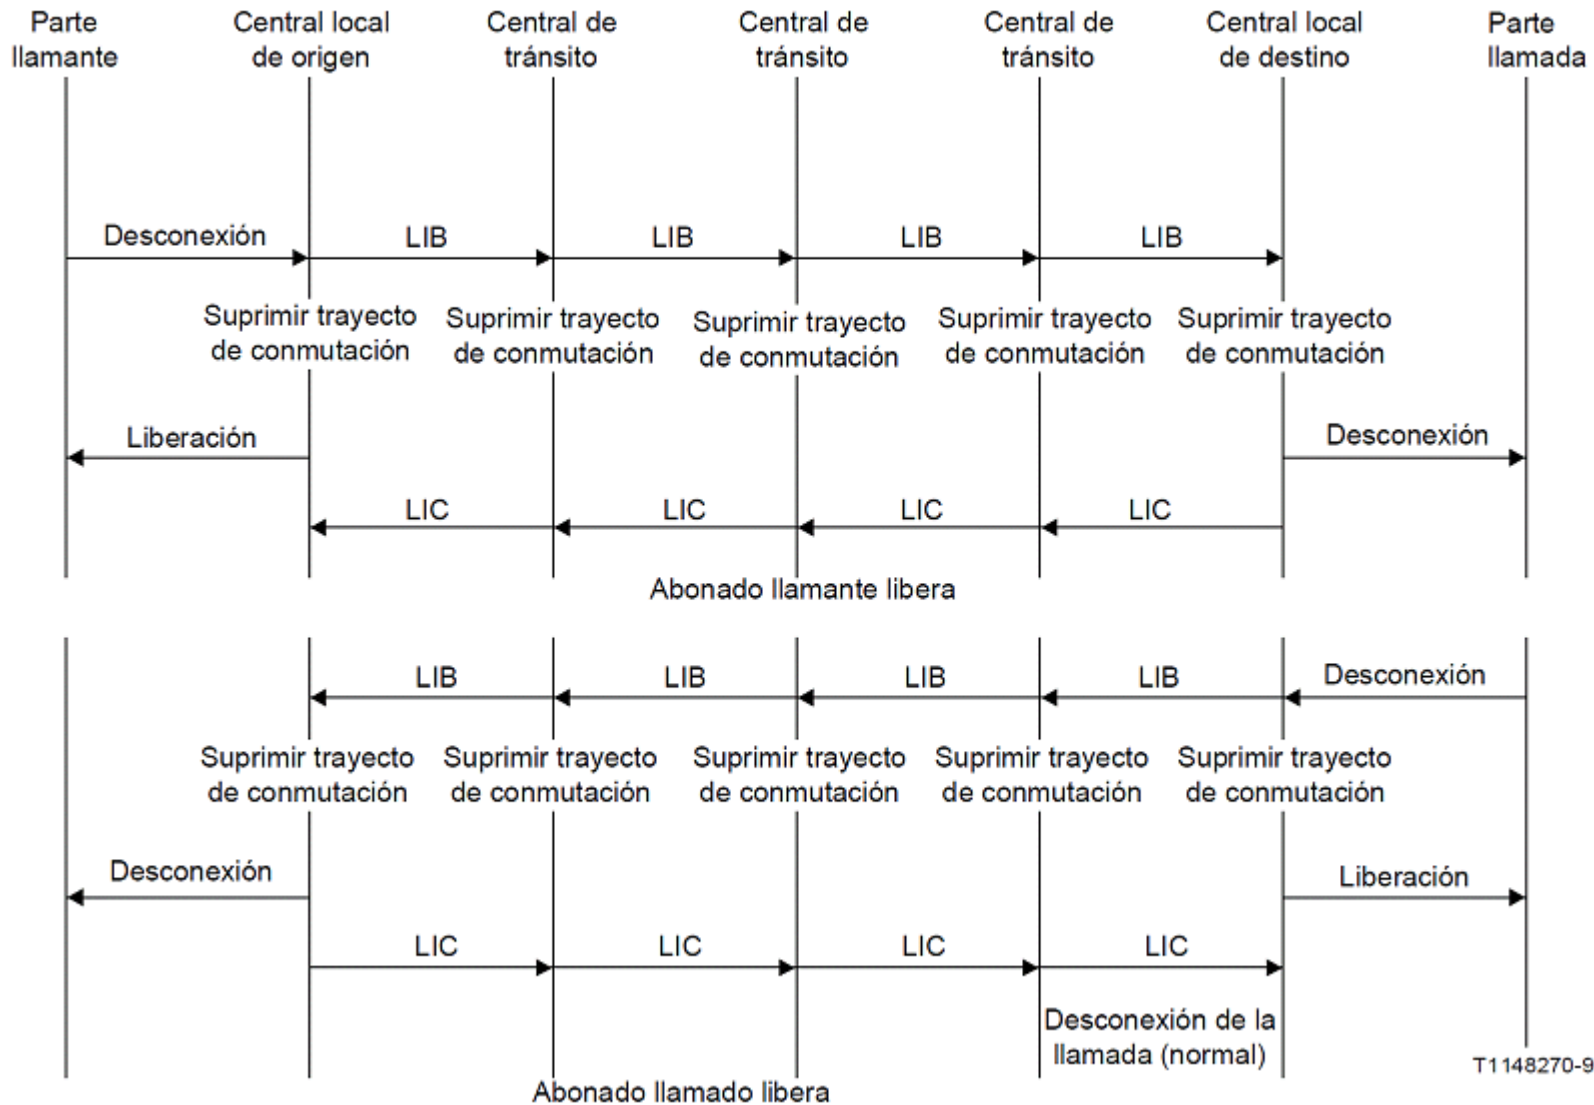 Parte
llamante
Central local
de origen
Central de
tránsito
Central de
tránsito
Central de
tránsito
Central local
de destino
Parte
llamada
Desconexión
LIB
LIB
LIB
LIB
Suprimir trayecto
de conmutación
Suprimir trayecto
de conmutación
Suprimir trayecto
de conmutación
Suprimir trayecto
de conmutación
Suprimir trayecto
de conmutación
Liberación
Desconexión
LIC
LIC
LIC
LIC
Abonado llamante libera
LIB
LIB
LIB
LIB
Desconexión
Suprimir trayecto
de conmutación
Suprimir trayecto
de conmutación
Suprimir trayecto
de conmutación
Suprimir trayecto
de conmutación
Suprimir trayecto
de conmutación
Desconexión
Liberación
LIC
LIC
LIC
LIC
Desconexión de la
llamada (normal)
T1148270-9
Abonado llamado libera